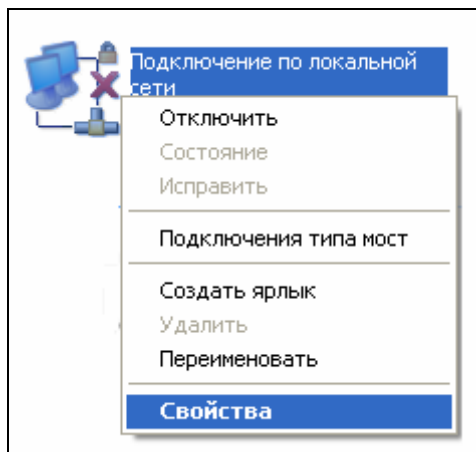 Подключение по локальной
сети
Отключить
Состояние
Исправить
Подключения типа мост
Создать ярлык
Удалить
Переименовать
Свойства